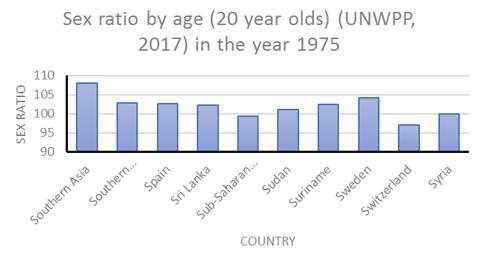 Sex ratio by age (20 year olds) (UNWPP,
2017) in the year 1975
SEX RATIO
110
105
100
95
90
Southern Asia
Southern...
Spain
Sri Lanka
Sub-Saharan...
Sudan
Suriname
Sweden
Switzerland
Syria
COUNTRY